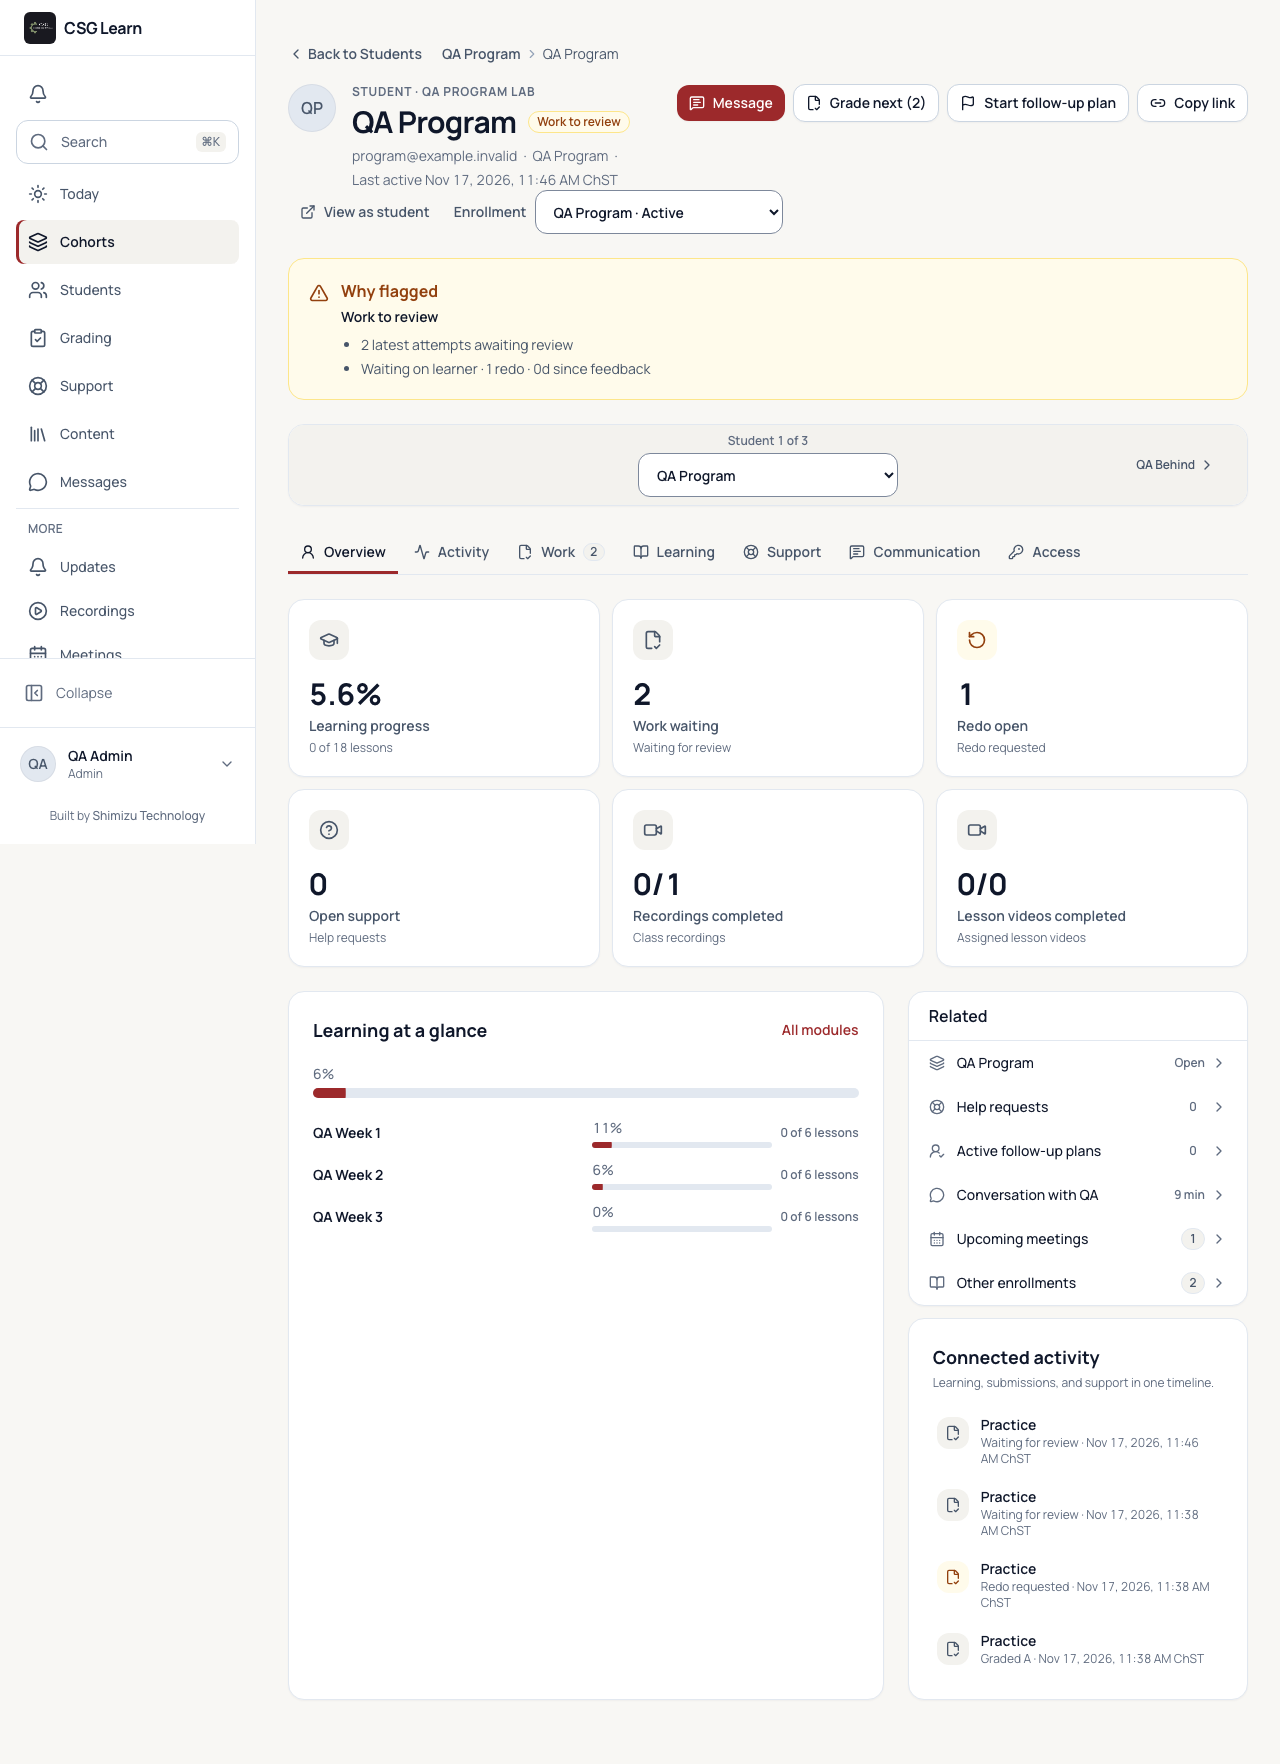 CSG Learn
Search ⌘K
Today
Cohorts
Students
Grading
Support
Content
Messages
MORE
Updates
Recordings
Meetings
Collapse
QA QA Admin
Admin
Built by Shimizu Technology
Back to Students QA Program > QA Program
QP
STUDENT · QA PROGRAM LAB
QA Program Work to review
program@example.invalid · QA Program ·
Last active Nov 17, 2026, 11:46 AM ChST
Message Grade next (2) Start follow-up plan Copy link
View as student Enrollment QA Program · Active
Why flagged
Work to review
• 2 latest attempts awaiting review
• Waiting on learner · 1 redo · 0d since feedback
Student 1 of 3
QA Program
QA Behind
Overview Activity Work 2 Learning Support Communication Access
5.6%
Learning progress
0 of 18 lessons
2
Work waiting
Waiting for review
1
Redo open
Redo requested
0
Open support
Help requests
0/1
Recordings completed
Class recordings
0/0
Lesson videos completed
Assigned lesson videos
Learning at a glance All modules
6%
QA Week 1 11% 0 of 6 lessons
QA Week 2 6% 0 of 6 lessons
QA Week 3 0% 0 of 6 lessons
Related
QA Program Open
Help requests 0
Active follow-up plans 0
Conversation with QA 9 min
Upcoming meetings 1
Other enrollments 2
Connected activity
Learning, submissions, and support in one timeline.
Practice
Waiting for review · Nov 17, 2026, 11:46
AM ChST
Practice
Waiting for review · Nov 17, 2026, 11:38
AM ChST
Practice
Redo requested · Nov 17, 2026, 11:38 AM
ChST
Practice
Graded A · Nov 17, 2026, 11:38 AM ChST